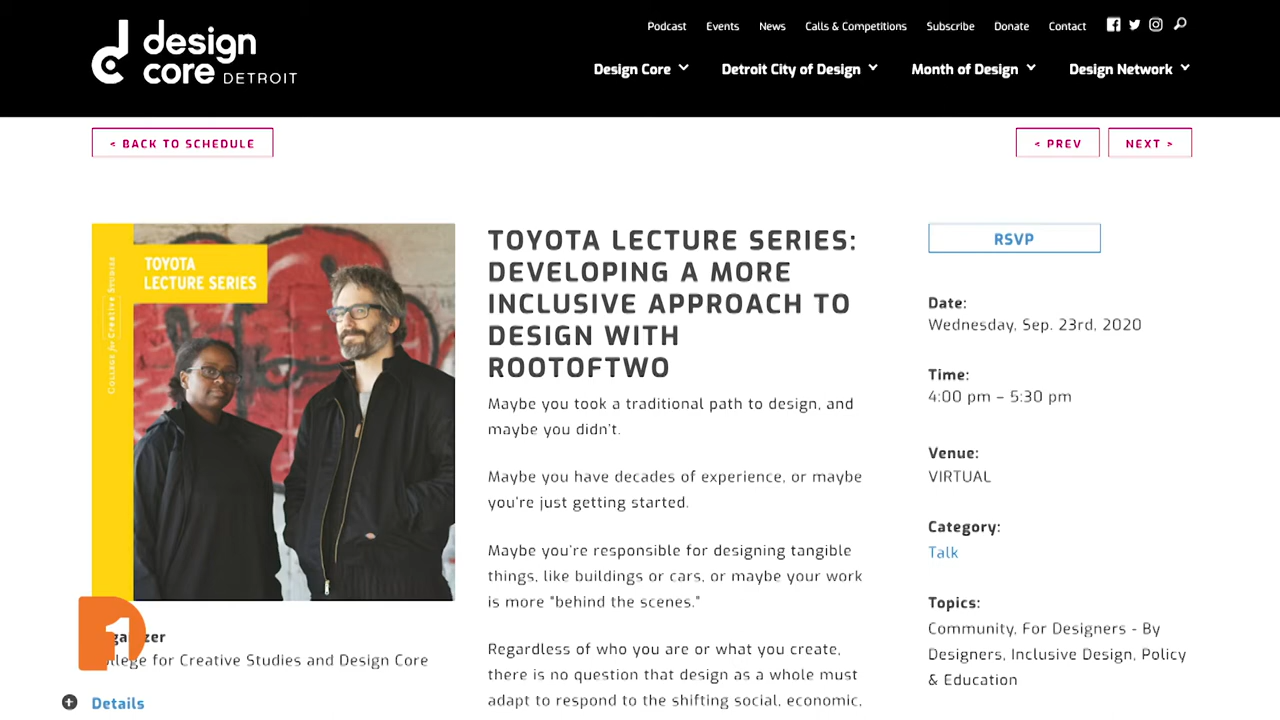 design
core DETROIT
Podcast Events News Calls & Competitions Subscribe Donate Contact
Design Core Detroit City of Design Month of Design Design Network
< BACK TO SCHEDULE
< PREV NEXT >
TOYOTA
LECTURE SERIES
COLLEGE for CREATIVE STUDIES
TOYOTA LECTURE SERIES:
DEVELOPING A MORE
INCLUSIVE APPROACH TO
DESIGN WITH
ROOTOFTWO
Maybe you took a traditional path to design, and
maybe you didn't.
Maybe you have decades of experience, or maybe
you're just getting started.
Maybe you're responsible for designing tangible
things, like buildings or cars, or maybe your work
is more "behind the scenes."
Regardless of who you are or what you create,
there is no question that design as a whole must
adapt to respond to the shifting social, economic,
RSVP
Date:
Wednesday, Sep. 23rd, 2020
Time:
4:00 pm – 5:30 pm
Venue:
VIRTUAL
Category:
Talk
Topics:
Community, For Designers - By
Designers, Inclusive Design, Policy
& Education
1
for Creative Studies and Design Core
Details